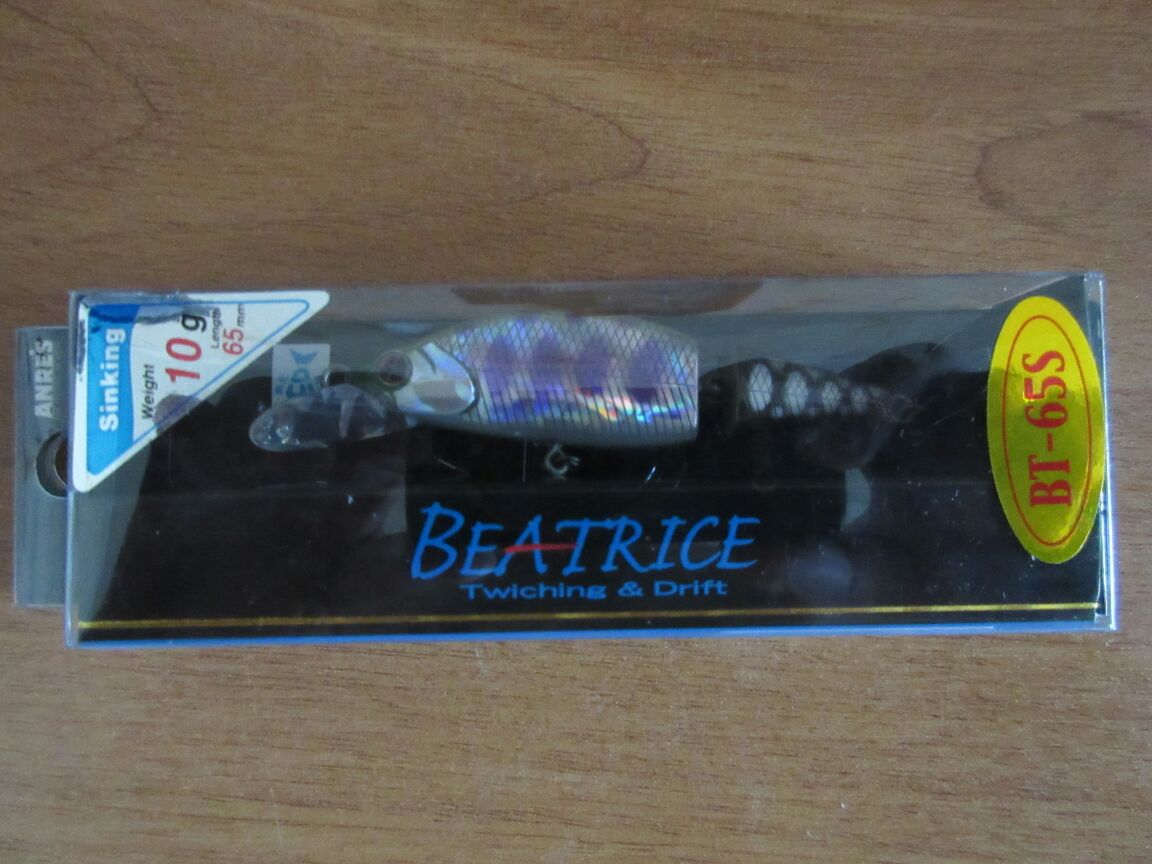 ANRES
Sinking
Weight
10 g
Length
65 mm
BEATRICE
Twiching & Drift
BT-65S